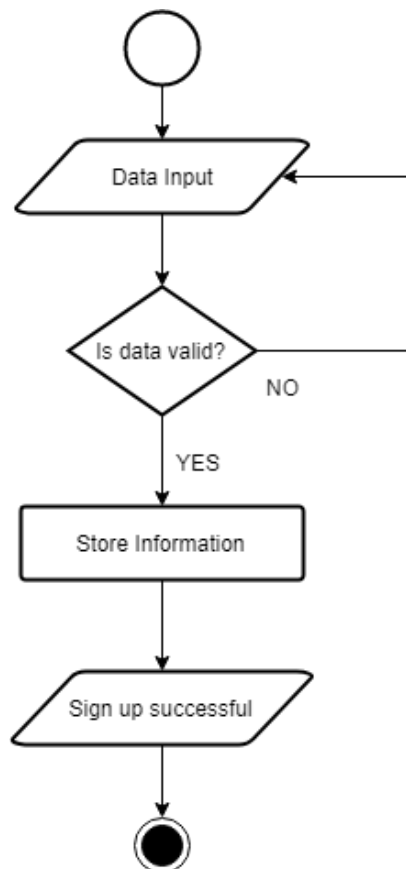 Data Input
Is data valid?
NO
YES
Store Information
Sign up successful